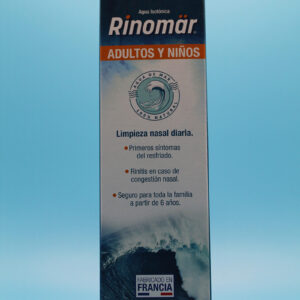 Agua Isotónica
Rinomär
ADULTOS Y NIÑOS
AGUA DE MAR
100% NATURAL
Limpieza nasal diaria.
• Primeros síntomas
del resfriado.
• Rinitis en caso de
congestión nasal.
• Seguro para toda la familia
a partir de 6 años.
FABRICADO EN
FRANCIA